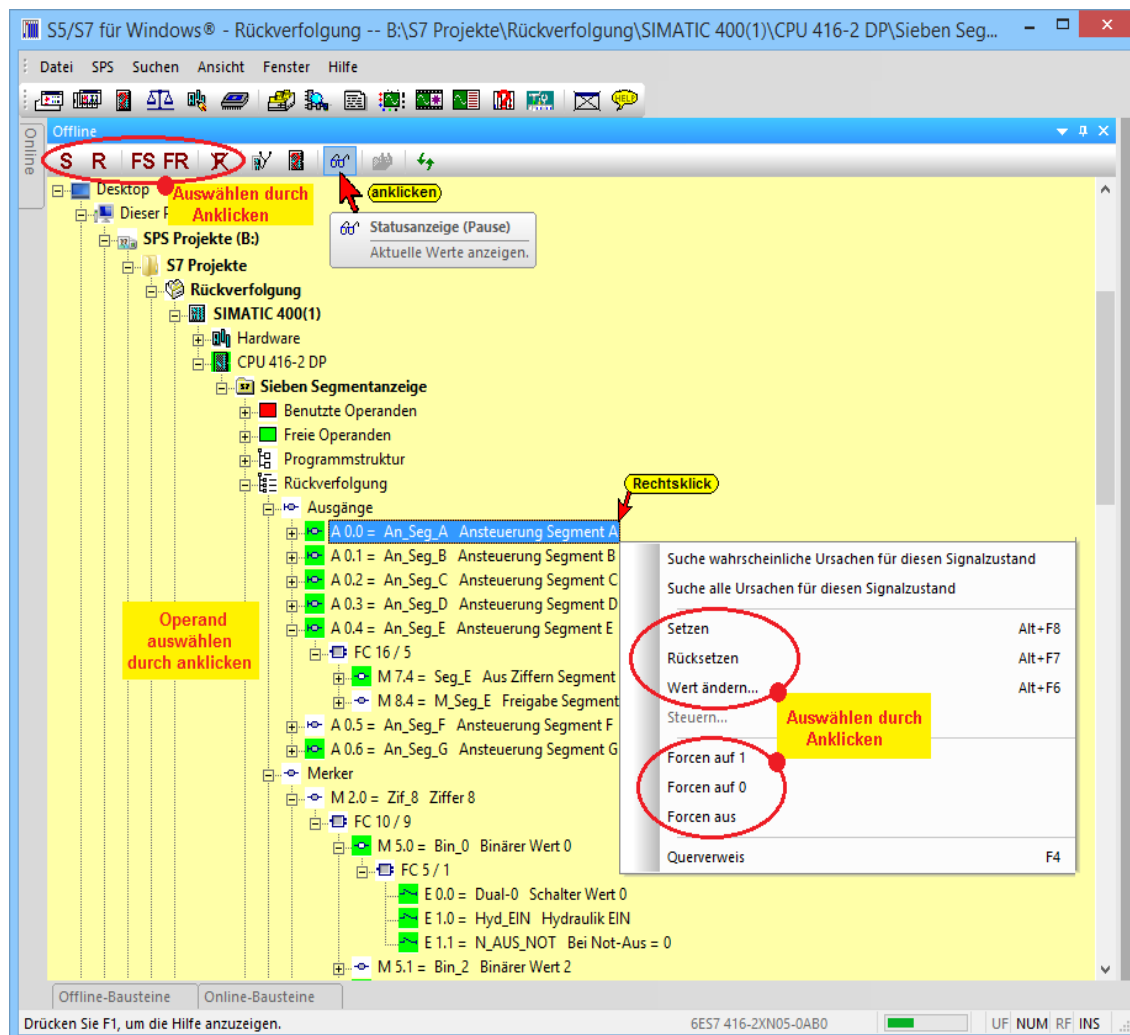 S5/S7 für Windows® - Rückverfolgung -- B:\S7 Projekte\Rückverfolgung\SIMATIC 400(1)\CPU 416-2 DP\Sieben Seg...
Datei SPS Suchen Ansicht Fenster Hilfe
HELP
Online
Offline
S R FS FR
Desktop
Auswählen durch
Anklicken
(anklicken)
Dieser P
Statusanzeige (Pause)
Aktuelle Werte anzeigen.
SPS Projekte (B:)
S7 Projekte
Rückverfolgung
SIMATIC 400(1)
Hardware
CPU 416-2 DP
Sieben Segmentanzeige
Benutzte Operanden
Freie Operanden
Programmstruktur
Rückverfolgung
Rechtsklick
Ausgänge
A 0.0 = An_Seg_A Ansteuerung Segment A
A 0.1 = An_Seg_B Ansteuerung Segment B
A 0.2 = An_Seg_C Ansteuerung Segment C
A 0.3 = An_Seg_D Ansteuerung Segment D
A 0.4 = An_Seg_E Ansteuerung Segment E
FC 16 / 5
M 7.4 = Seg_E Aus Ziffern Segment
M 8.4 = M_Seg_E Freigabe Segment
A 0.5 = An_Seg_F Ansteuerung Segment F
A 0.6 = An_Seg_G Ansteuerung Segment G
Operand
auswählen
durch anklicken
Merker
M 2.0 = Zif_8 Ziffer 8
FC 10 / 9
M 5.0 = Bin_0 Binärer Wert 0
FC 5 / 1
E 0.0 = Dual-0 Schalter Wert 0
E 1.0 = Hyd_EIN Hydraulik EIN
E 1.1 = N_AUS_NOT Bei Not-Aus = 0
M 5.1 = Bin_2 Binärer Wert 2
Suche wahrscheinliche Ursachen für diesen Signalzustand
Suche alle Ursachen für diesen Signalzustand
Setzen Alt+F8
Rücksetzen Alt+F7
Wert ändern... Alt+F6
Steuern...
Auswählen durch
Anklicken
Forcen auf 1
Forcen auf 0
Forcen aus
Querverweis F4
Offline-Bausteine Online-Bausteine
Drücken Sie F1, um die Hilfe anzuzeigen. 6ES7 416-2XN05-0AB0 UF NUM RF INS